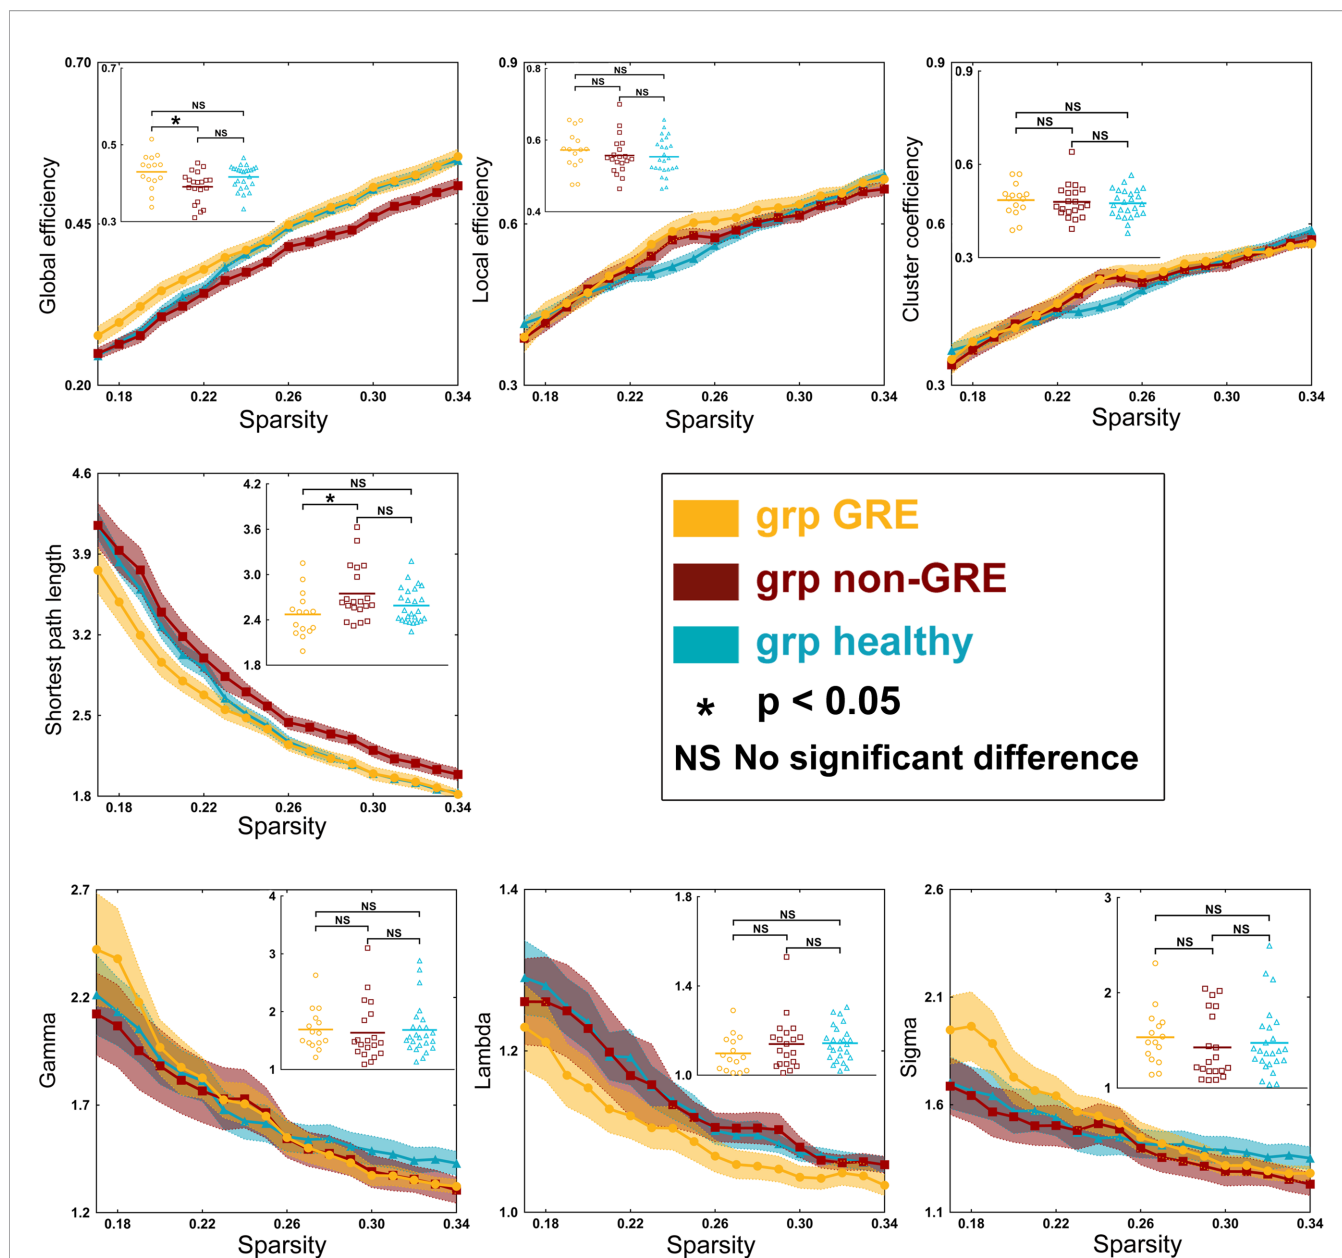 0.70
0.45
0.20
Global efficiency
0.7
0.5
0.3
NS
*
NS
0.18 0.22 0.26 0.30 0.34
Sparsity
0.9
0.6
0.3
Local efficiency
0.8
0.6
0.4
NS
NS
NS
0.18 0.22 0.26 0.30 0.34
Sparsity
0.9
0.6
0.3
Cluster coefficiency
0.9
0.6
0.3
NS
NS
NS
0.18 0.22 0.26 0.30 0.34
Sparsity
4.6
3.9
3.2
2.5
1.8
Shortest path length
4.2
3.6
3.0
2.4
1.8
NS
*
NS
0.18 0.22 0.26 0.30 0.34
Sparsity
grp GRE
grp non-GRE
grp healthy
* p < 0.05
NS No significant difference
2.7
2.2
1.7
1.2
Gamma
4
3
2
1
NS
NS
NS
0.18 0.22 0.26 0.30 0.34
Sparsity
1.4
1.3
1.2
1.1
1.0
Lambda
1.8
1.4
1.0
NS
NS
NS
0.18 0.22 0.26 0.30 0.34
Sparsity
2.6
2.1
1.6
1.1
Sigma
3
2
1
NS
NS
NS
0.18 0.22 0.26 0.30 0.34
Sparsity